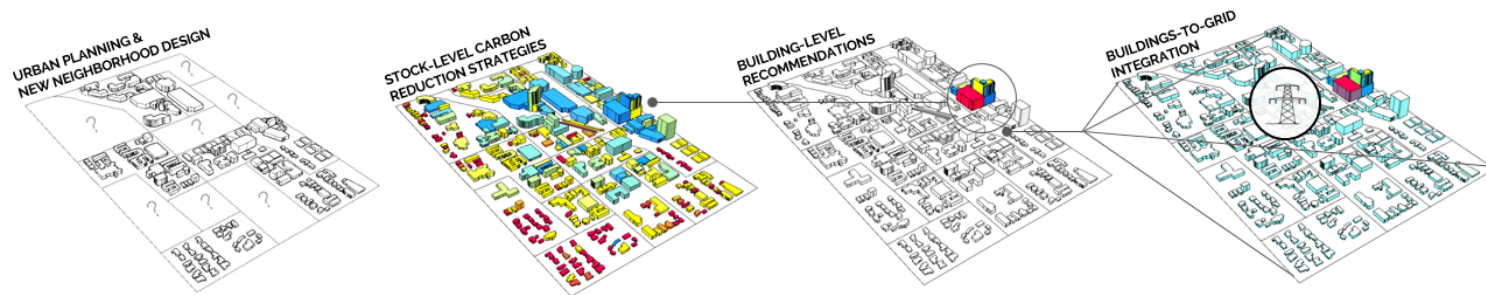 URBAN PLANNING &
NEW NEIGHBORHOOD DESIGN
?
?
?
?
?
?
?
STOCK-LEVEL CARBON
REDUCTION STRATEGIES
BUILDING-LEVEL
RECOMMENDATIONS
BUILDINGS-TO-GRID
INTEGRATION